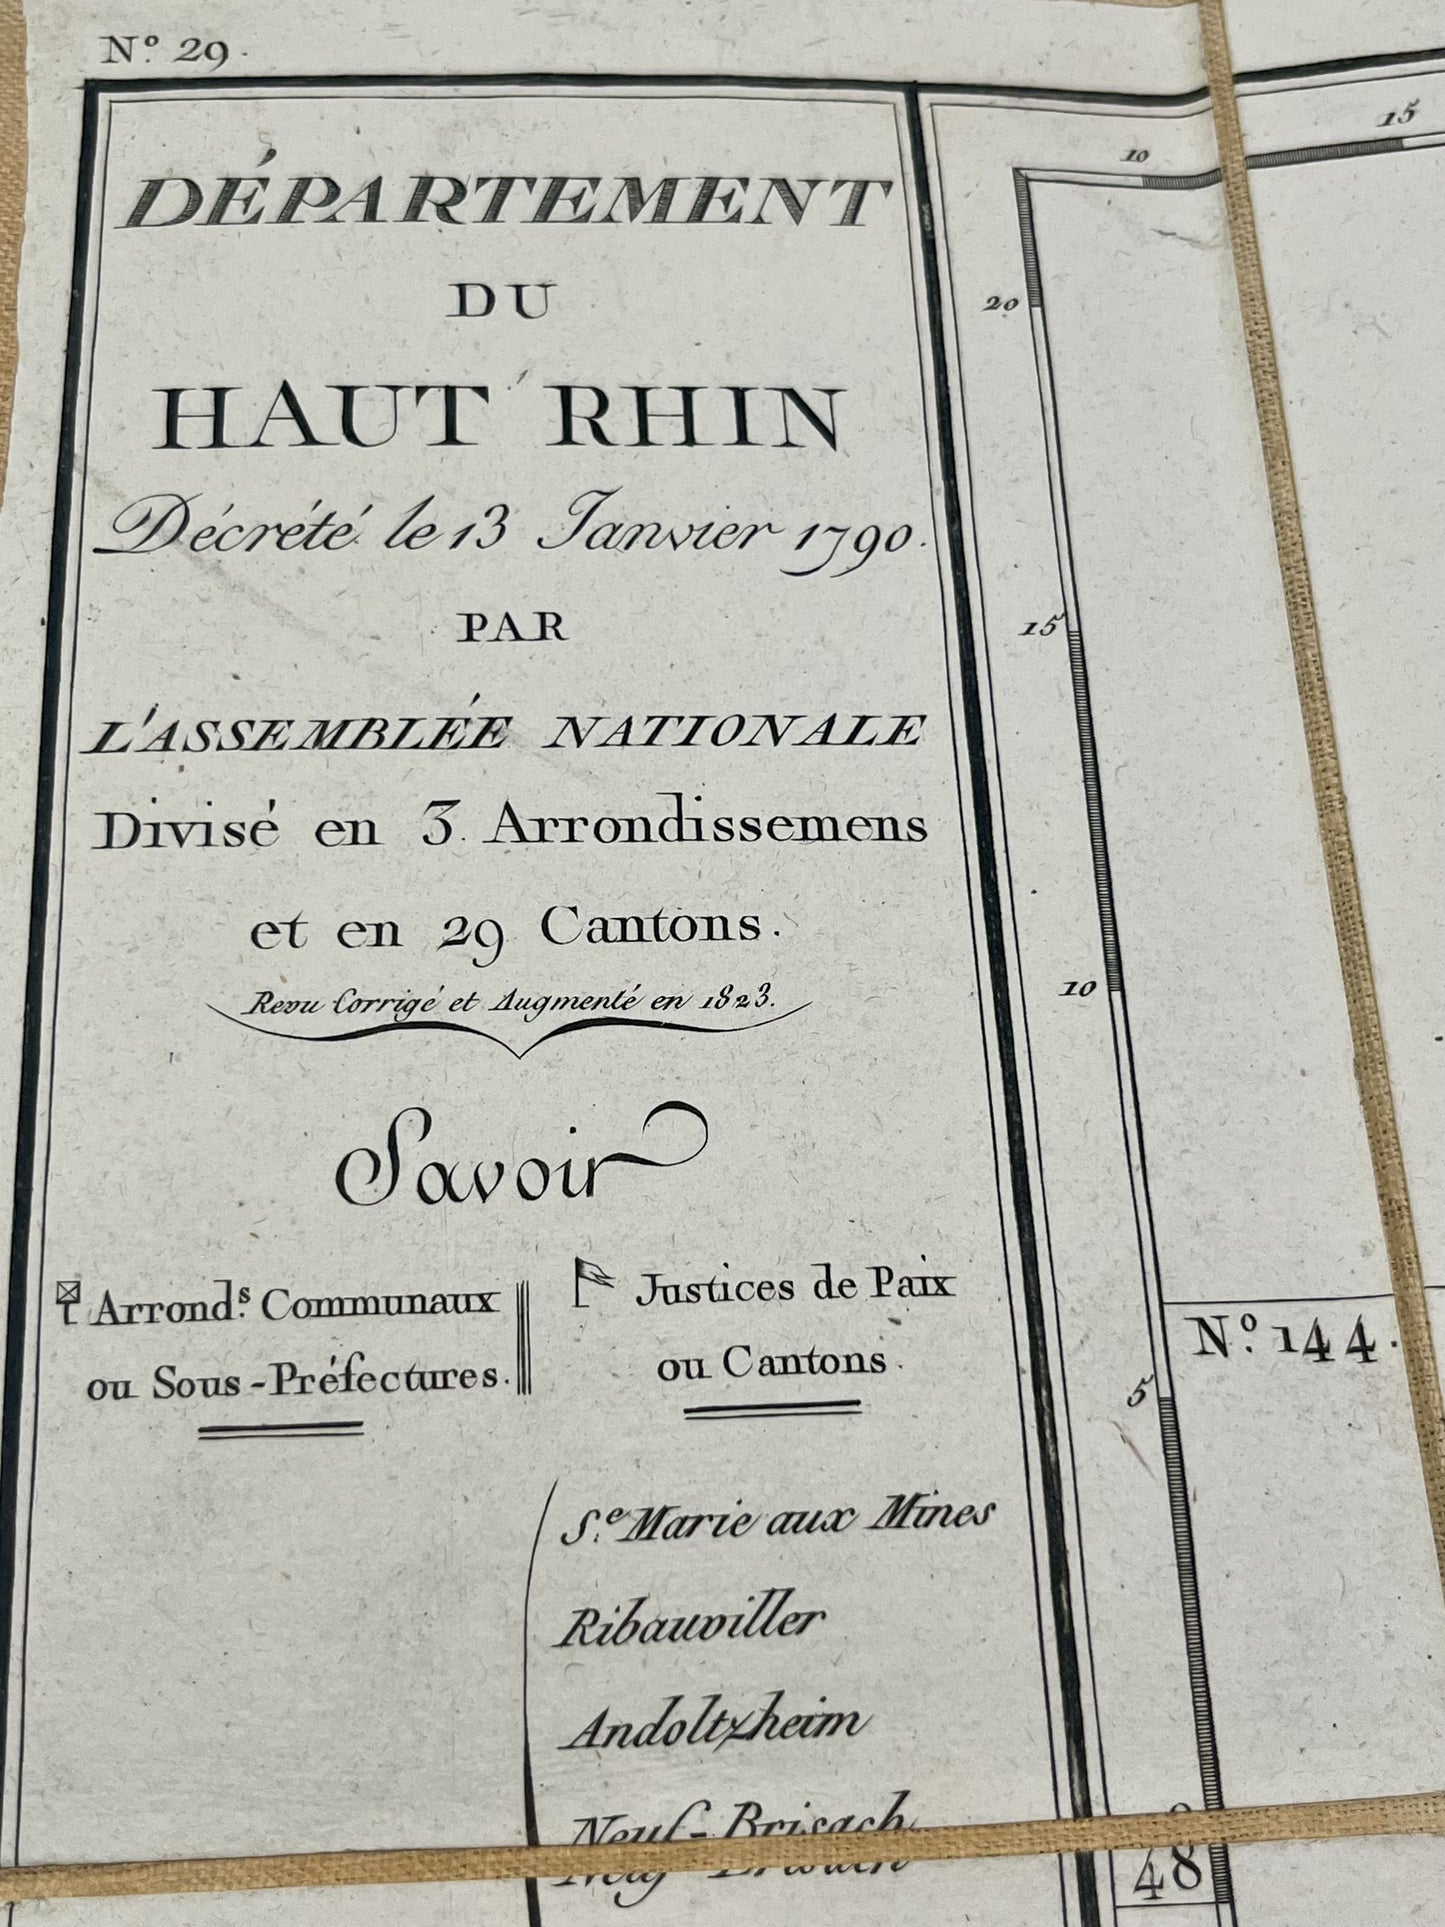 N.º 29.
DÉPARTEMENT
DU
HAUT RHIN
Décrété le 13 Janvier 1790.
PAR
L'ASSEMBLÉE NATIONALE
Divisé en 3. Arrondissemens
et en 29 Cantons.
Revu Corrigé et Augmenté en 1823.
Savoir
Arrond.s Communaux
ou Sous-Préfectures.
Justices de Paix
ou Cantons.
S.e Marie aux Mines
Ribauviller
Andoltzheim
Neuf-Brisach
10
15
20
15
10
5
N.º 144.
48